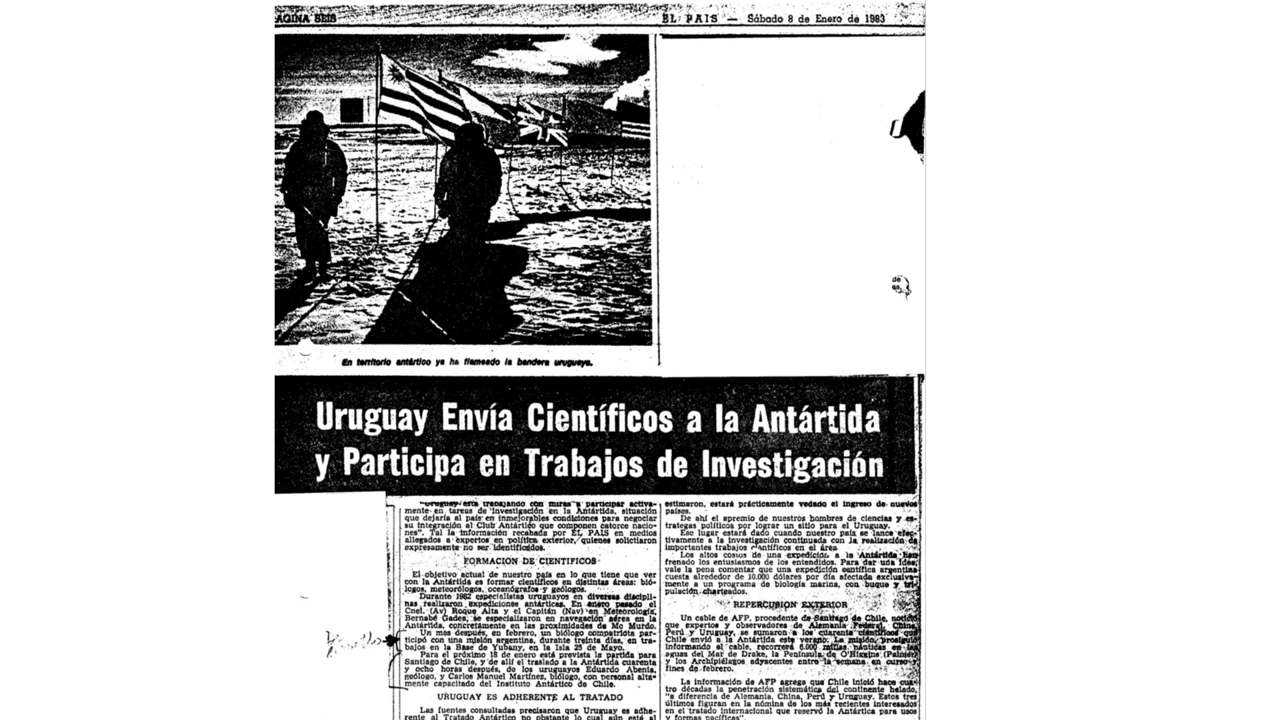 AGINA SEIS
EL PAIS — Sábado 8 de Enero de 1983
En territorio antártico ya ha flameado la bandera uruguaya.
Uruguay Envía Científicos a la Antártida
y Participa en Trabajos de Investigación
"Uruguay está trabajando con miras a participar activa-
mente en tareas de investigación en la Antártida, situación
que dejaría al país en inmejorables condiciones para negociar
su integración al Club Antártico que componen catorce nacio-
nes". Tal la información recabada por EL PAIS en medios
allegados a expertos en política exterior, quienes solicitaron
expresamente no ser identificados.
FORMACION DE CIENTIFICOS
El objetivo actual de nuestro país en lo que tiene que ver
con la Antártida es formar científicos en distintas áreas: bió-
logos, meteorólogos, oceanógrafos y geólogos.
Durante 1982 especialistas uruguayos en diversas discipli-
nas realizaron expediciones antárticas. En enero pasado el
Cnel. (Av) Roque Aita y el Capitán (Nav) en Meteorología,
Bernabé Gadea, se especializaron en navegación aérea en la
Antártida, concretamente en las proximidades de Mc Murdo.
Un mes después, en febrero, un biólogo compatriota par-
ticipó con una misión argentina, durante treinta días, en tra-
bajos en la Base de Yubany, en la Isla 25 de Mayo.
Para el próximo 18 de enero está prevista la partida para
Santiago de Chile, y de allí el traslado a la Antártida cuarenta
y ocho horas después, de los uruguayos Eduardo Abenia,
geólogo, y Carlos Manuel Martínez, biólogo, con personal alta-
mente capacitado del Instituto Antártico de Chile.
URUGUAY ES ADHERENTE AL TRATADO
Las fuentes consultadas precisaron que Uruguay es adhe-
rente al Tratado Antártico no obstante lo cual aún está al
estimaron, estará prácticamente vedado el ingreso de nuevos
países.
De ahí el apremio de nuestros hombres de ciencias y es-
trategas políticos por lograr un sitio para el Uruguay.
Ese lugar estará dado cuando nuestro país se lance efec-
tivamente a la investigación continuada con la realización de
importantes trabajos científicos en el área.
Los altos costos de una expedición a la Antártida han
frenado los entusiasmos de los entendidos. Para dar una idea,
vale la pena comentar que una expedición científica argentina
cuesta alrededor de 10.000 dólares por día afectada exclusiva-
mente a un programa de biología marina, con buque y tri-
pulación charteados.
REPERCUSION EXTERIOR
Un cable de AFP, procedente de Santiago de Chile, noticia
que expertos y observadores de Alemania Federal, China,
Perú y Uruguay, se sumaron a los cuarenta científicos que
Chile envió a la Antártida este verano. La misión, prosiguió
informando el cable, recorrerá 6.000 millas náuticas en las
aguas del Mar de Drake, la Península de O'Higgins (Palmer)
y los Archipiélagos adyacentes entre la semana en curso y
fines de febrero.
La información de AFP agrega que Chile inició hace cua-
tro décadas la penetración sistemática del continente helado,
"a diferencia de Alemania, China, Perú y Uruguay. Estos tres
últimos figuran en la nómina de los más recientes interesados
en el tratado internacional que reservó la Antártica para usos
y formas pacíficas".